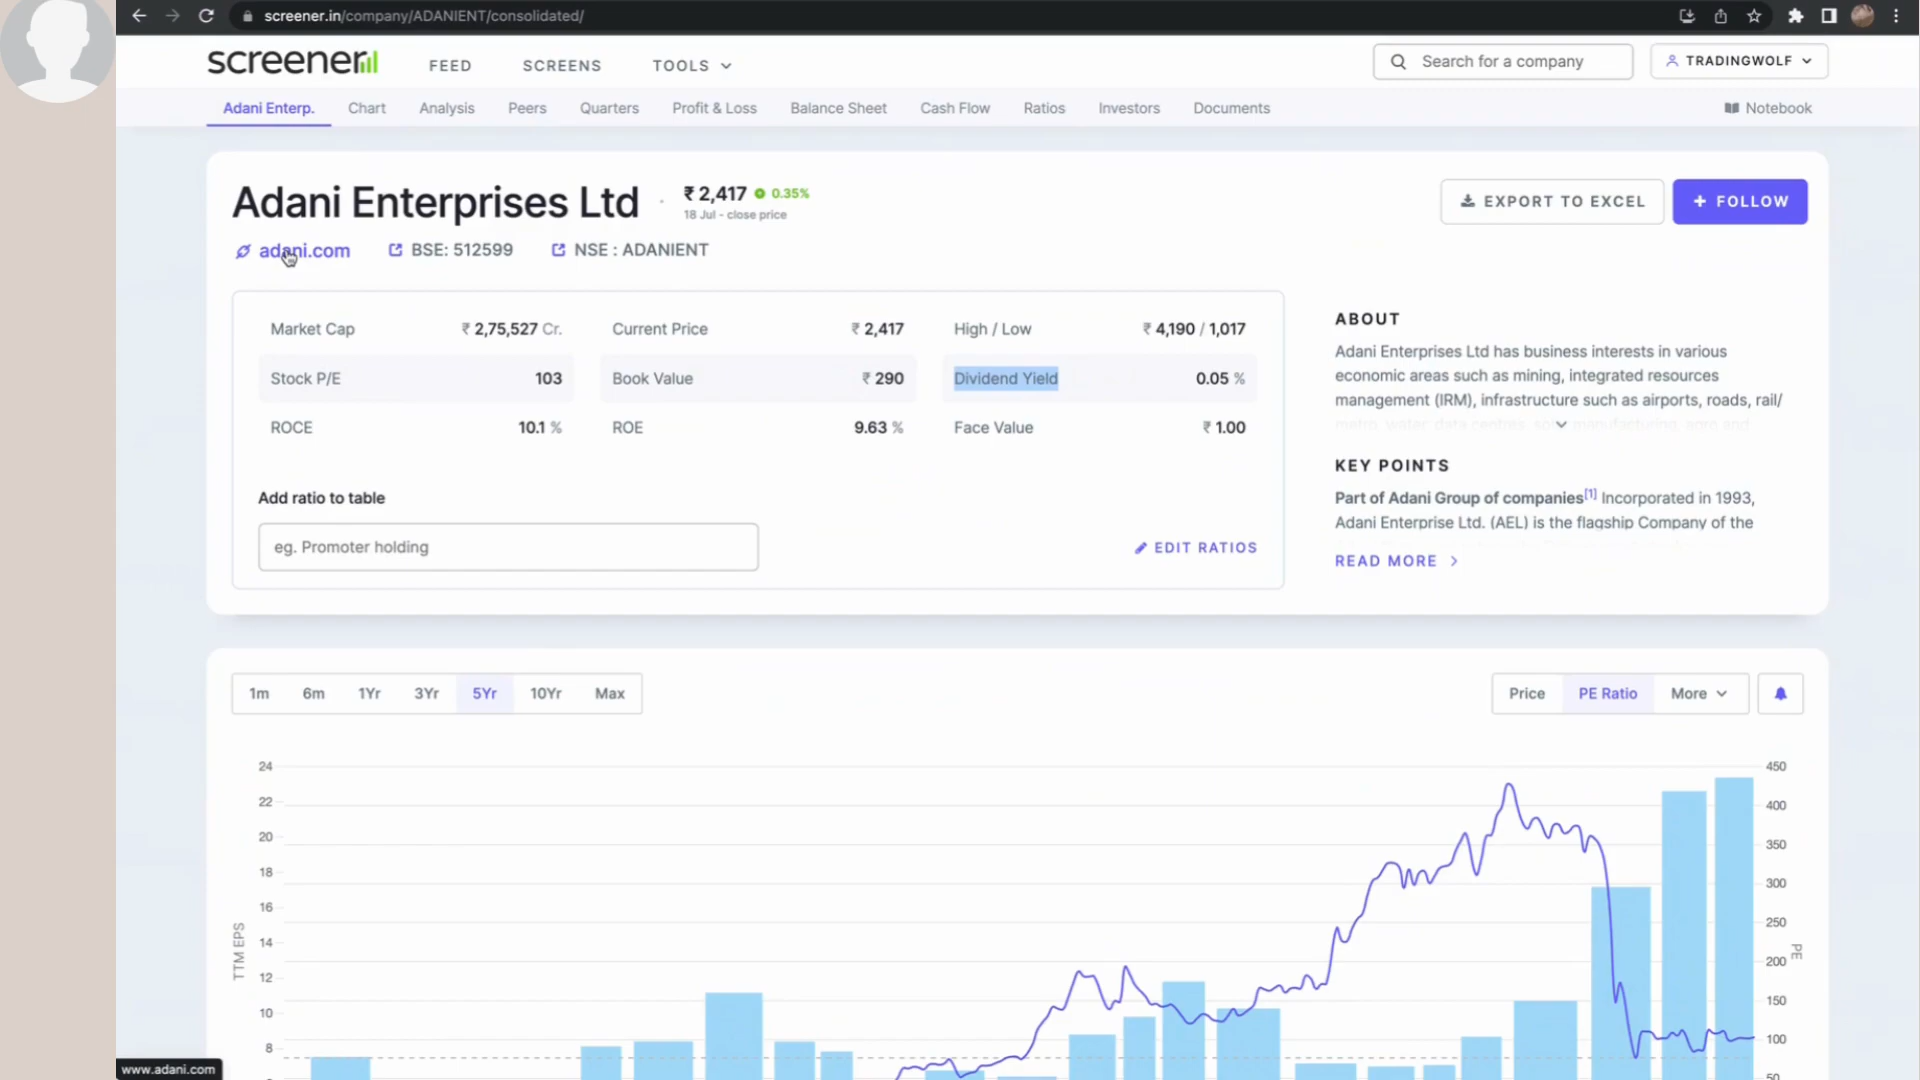 screener.in/company/ADANIENT/consolidated/
screener
FEED
SCREENS
TOOLS
Search for a company
TRADINGWOLF
Adani Enterp.
Chart
Analysis
Peers
Quarters
Profit & Loss
Balance Sheet
Cash Flow
Ratios
Investors
Documents
Notebook
Adani Enterprises Ltd
₹ 2,417
0.35%
18 Jul - close price
EXPORT TO EXCEL
+ FOLLOW
adani.com
BSE: 512599
NSE : ADANIENT
Market Cap ₹ 2,75,527 Cr.
Current Price ₹ 2,417
High / Low ₹ 4,190 / 1,017
Stock P/E 103
Book Value ₹ 290
Dividend Yield 0.05 %
ROCE 10.1 %
ROE 9.63 %
Face Value ₹ 1.00
Add ratio to table
eg. Promoter holding
EDIT RATIOS
ABOUT
Adani Enterprises Ltd has business interests in various
economic areas such as mining, integrated resources
management (IRM), infrastructure such as airports, roads, rail/
KEY POINTS
Part of Adani Group of companies[1] Incorporated in 1993,
Adani Enterprise Ltd. (AEL) is the flagship Company of the
READ MORE
1m
6m
1Yr
3Yr
5Yr
10Yr
Max
Price
PE Ratio
More
24
22
20
18
16
14
12
10
8
TTM EPS
450
400
350
300
250
200
150
100
50
PE
www.adani.com